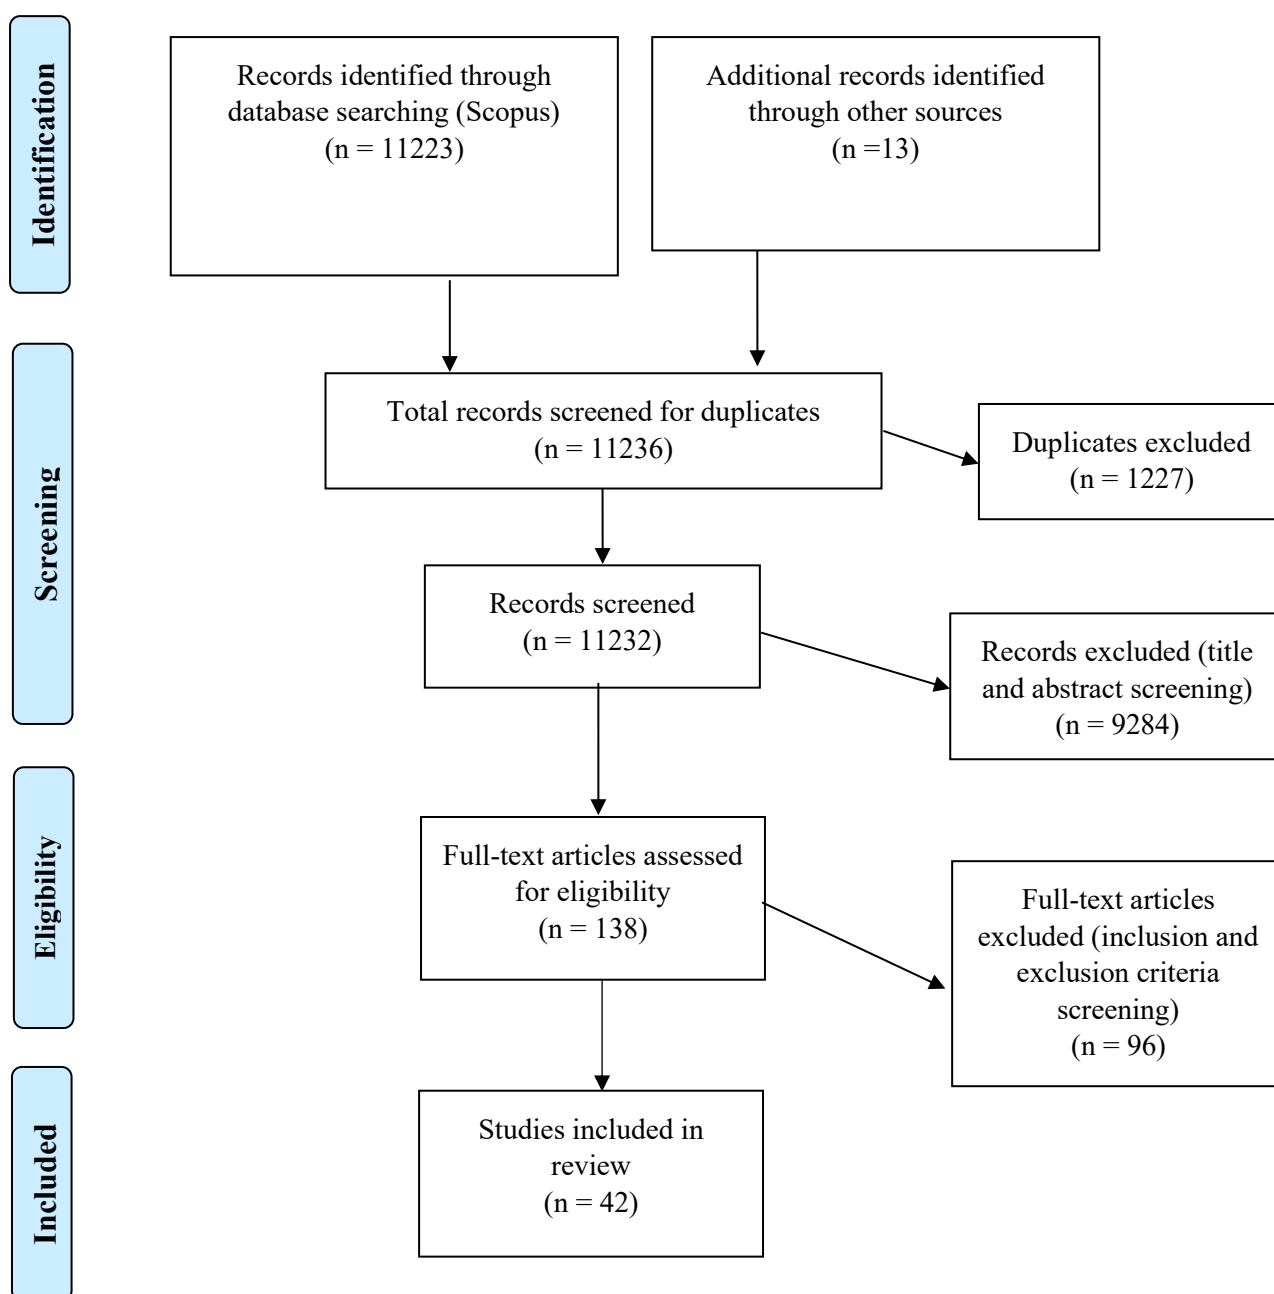 Identification
Records identified through
database searching (Scopus)
(n = 11223)
Additional records identified
through other sources
(n =13)
Screening
Total records screened for duplicates
(n = 11236)
Duplicates excluded
(n = 1227)
Records screened
(n = 11232)
Records excluded (title
and abstract screening)
(n = 9284)
Eligibility
Full-text articles assessed
for eligibility
(n = 138)
Full-text articles
excluded (inclusion and
exclusion criteria
screening)
(n = 96)
Included
Studies included in
review
(n = 42)